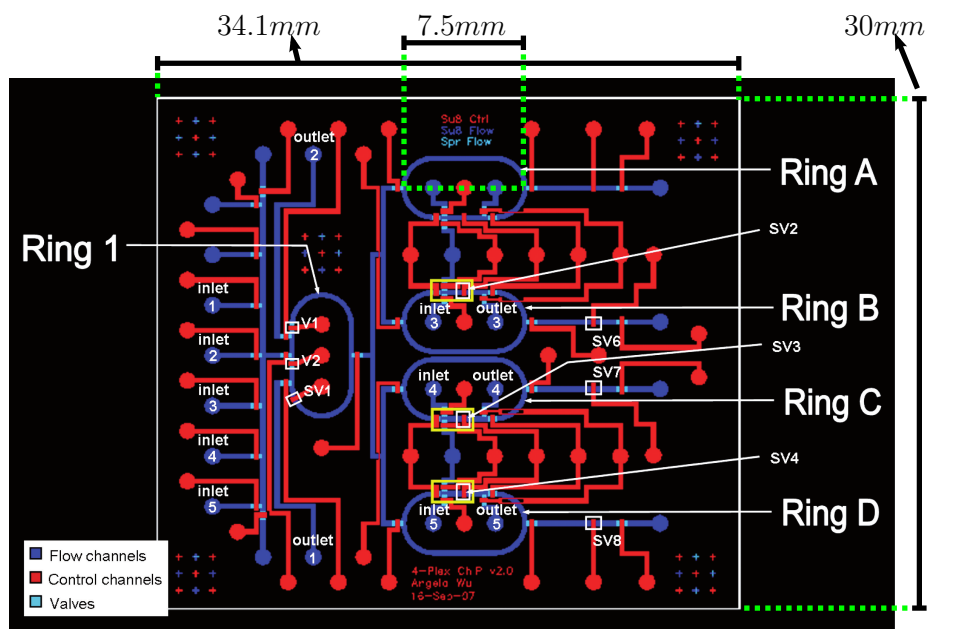 34.1mm
7.5mm
30mm
Su8 Ctrl
Su8 Flow
Spr Flow
outlet
2
Ring A
SV2
Ring 1
inlet
1
inlet
3
outlet
3
Ring B
V1
SV6
inlet
2
V2
SV3
SV7
inlet
4
outlet
4
SV1
inlet
3
Ring C
inlet
4
SV4
inlet
5
inlet
5
outlet
5
Ring D
SV8
outlet
1
Flow channels
Control channels
Valves
4-Plex ChIP v2.0
Angela Wu
16-Sep-07